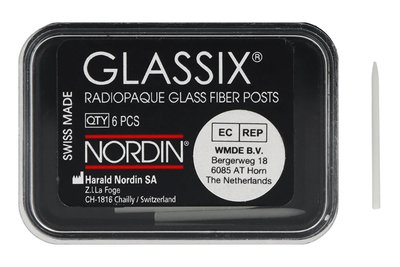 GLASSIX®
RADIOPAQUE GLASS FIBER POSTS
SWISS MADE
QTY 6 PCS
NORDIN®
Harald Nordin SA
Z.I.La Foge
CH-1816 Chailly / Switzerland
EC REP
WMDE B.V.
Bergerweg 18
6085 AT Horn
The Netherlands